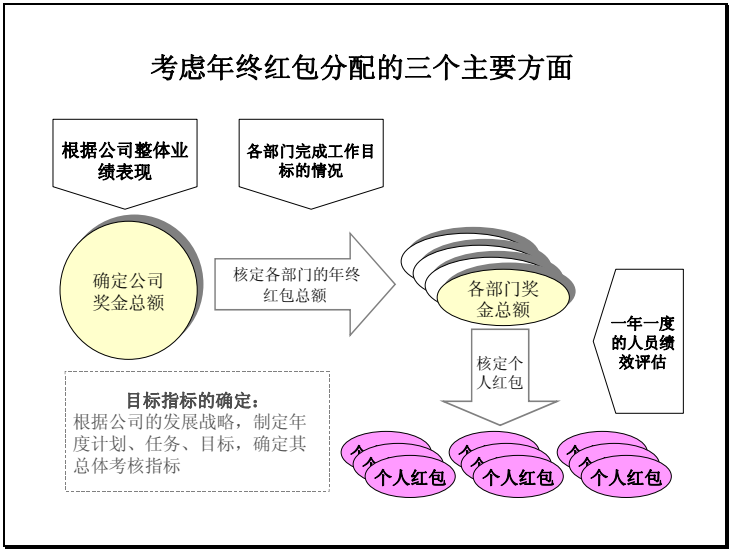 考虑年终红包分配的三个主要方面
根据公司整体业
绩表现
各部门完成工作目
标的情况
确定公司
奖金总额
核定各部门的年终
红包总额
各部门奖
金总额
一年一度
的人员绩
效评估
核定个
人红包
目标指标的确定：
根据公司的发展战略，制定年
度计划、任务、目标，确定其
总体考核指标
个人红包
个人红包
个人红包